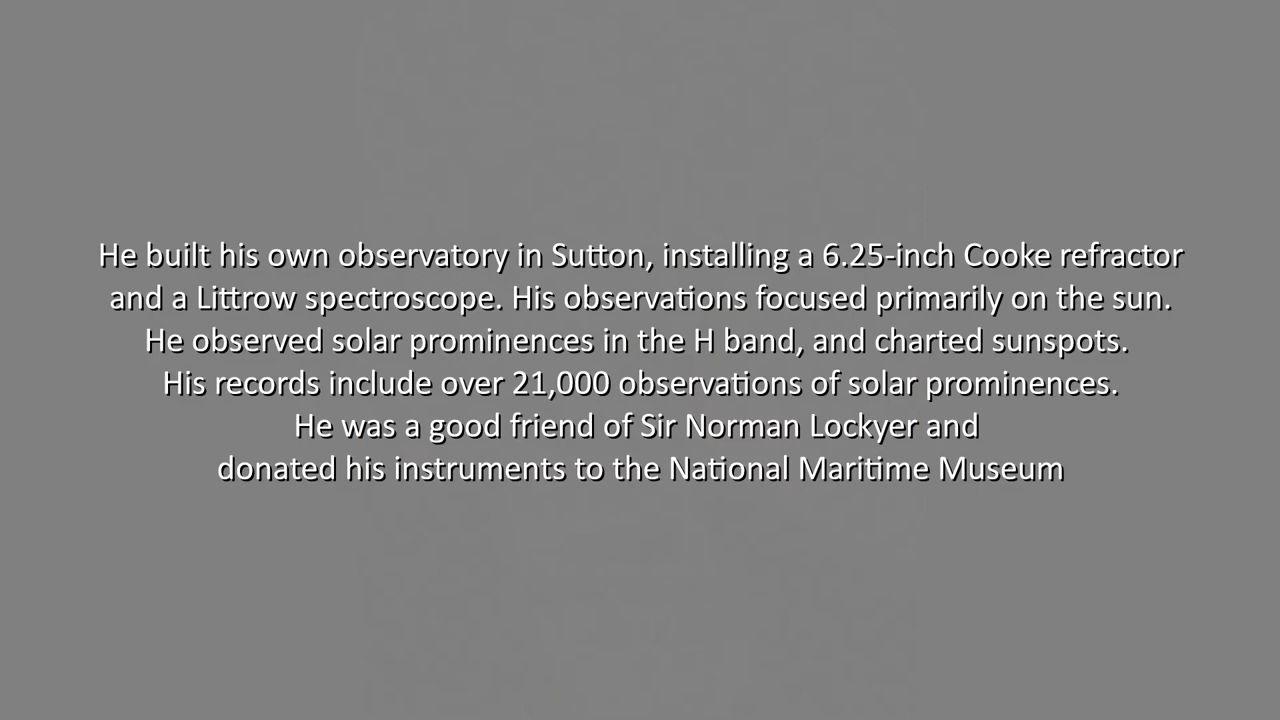 He built his own observatory in Sutton, installing a 6.25-inch Cooke refractor
and a Littrow spectroscope. His observations focused primarily on the sun.
He observed solar prominences in the H band, and charted sunspots.
His records include over 21,000 observations of solar prominences.
He was a good friend of Sir Norman Lockyer and
donated his instruments to the National Maritime Museum